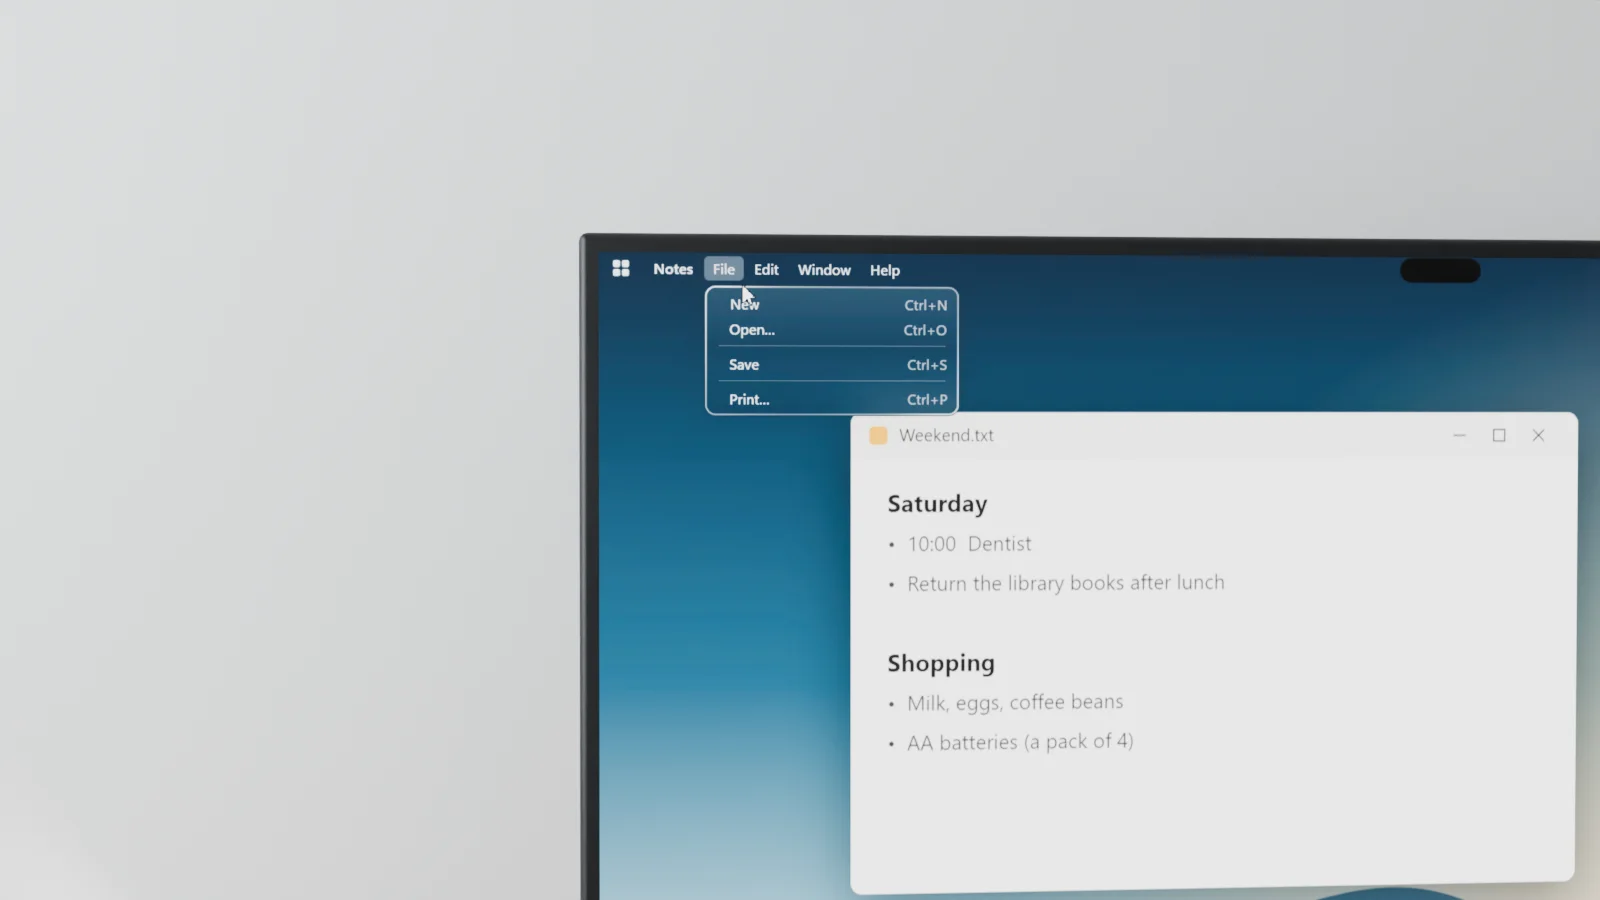 Notes File Edit Window Help
New Ctrl+N
Open... Ctrl+O
Save Ctrl+S
Print... Ctrl+P
Weekend.txt
Saturday
• 10:00 Dentist
• Return the library books after lunch
Shopping
• Milk, eggs, coffee beans
• AA batteries (a pack of 4)